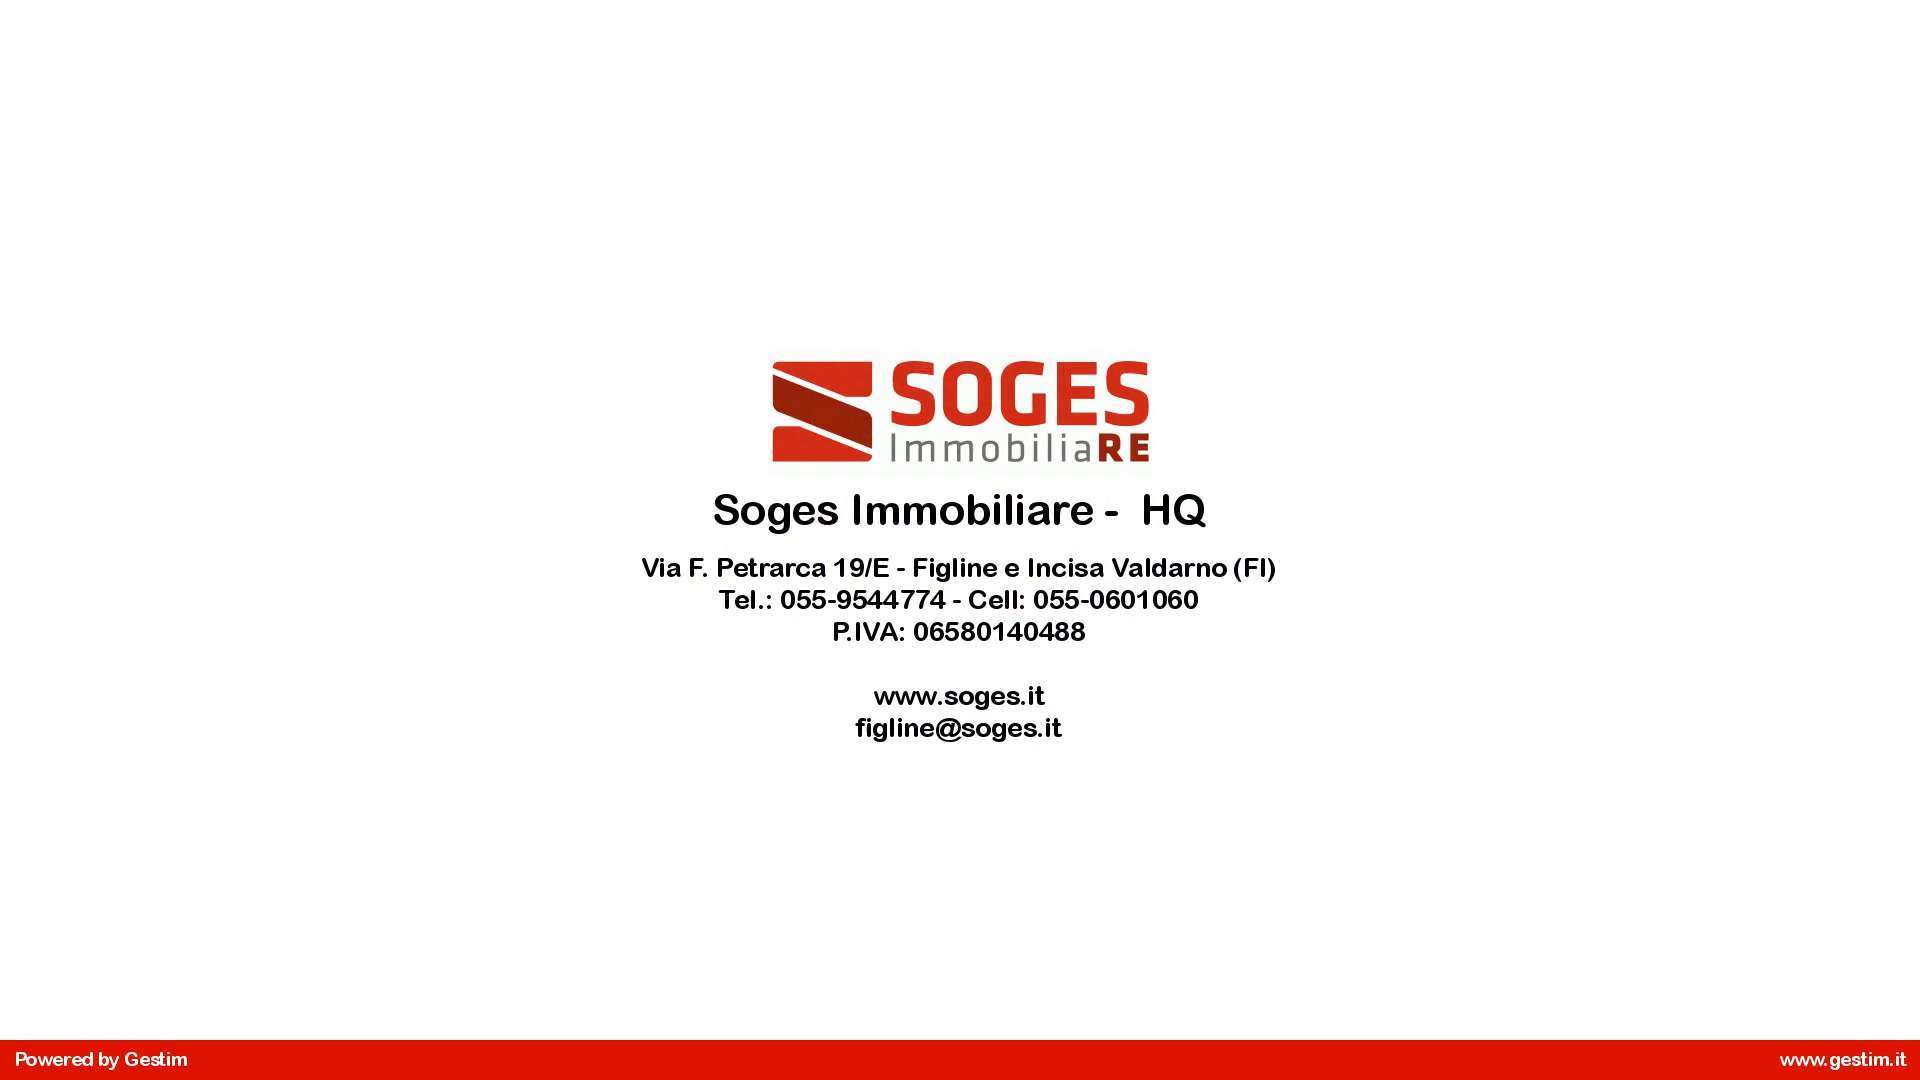 SOGES
ImmobiliaRE
Soges Immobiliare - HQ
Via F. Petrarca 19/E - Figline e Incisa Valdarno (FI)
Tel.: 055-9544774 - Cell: 055-0601060
P.IVA: 06580140488
www.soges.it
figline@soges.it
Powered by Gestim
www.gestim.it